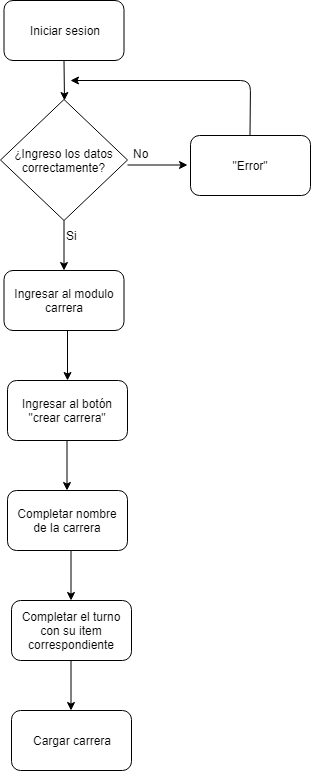 Iniciar sesion
¿Ingreso los datos
correctamente?
No
"Error"
Si
Ingresar al modulo
carrera
Ingresar al botón
"crear carrera"
Completar nombre
de la carrera
Completar el turno
con su item
correspondiente
Cargar carrera